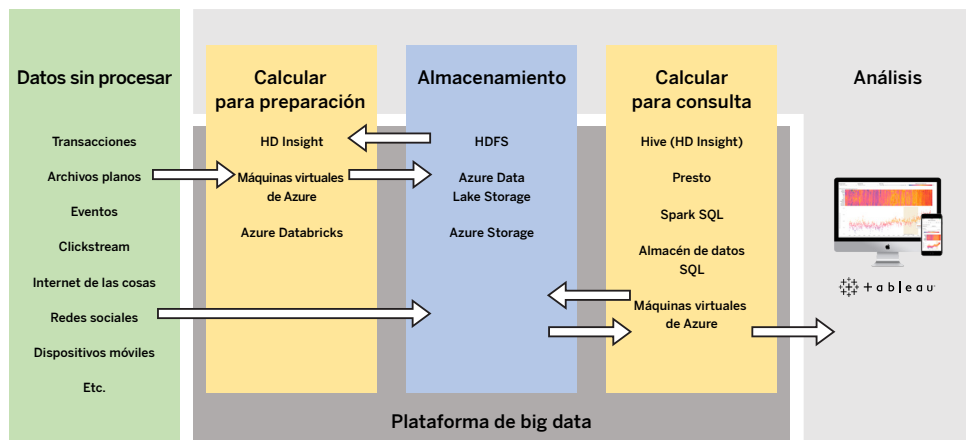 Datos sin procesar
Transacciones
Archivos planos
Eventos
Clickstream
Internet de las cosas
Redes sociales
Dispositivos móviles
Etc.
Calcular
para preparación
HD Insight
Máquinas virtuales
de Azure
Azure Databricks
Almacenamiento
HDFS
Azure Data
Lake Storage
Azure Storage
Calcular
para consulta
Hive (HD Insight)
Presto
Spark SQL
Almacén de datos
SQL
Máquinas virtuales
de Azure
Análisis
+ a b l e a u
Plataforma de big data